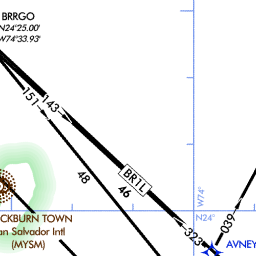 BRRGO
N24°25.00'
W74°33.93'
151
143
BR1L
48
46
W74°
N24°
039
323
AVNEY
CKBURN TOWN
an Salvador Intl
(MYSM)